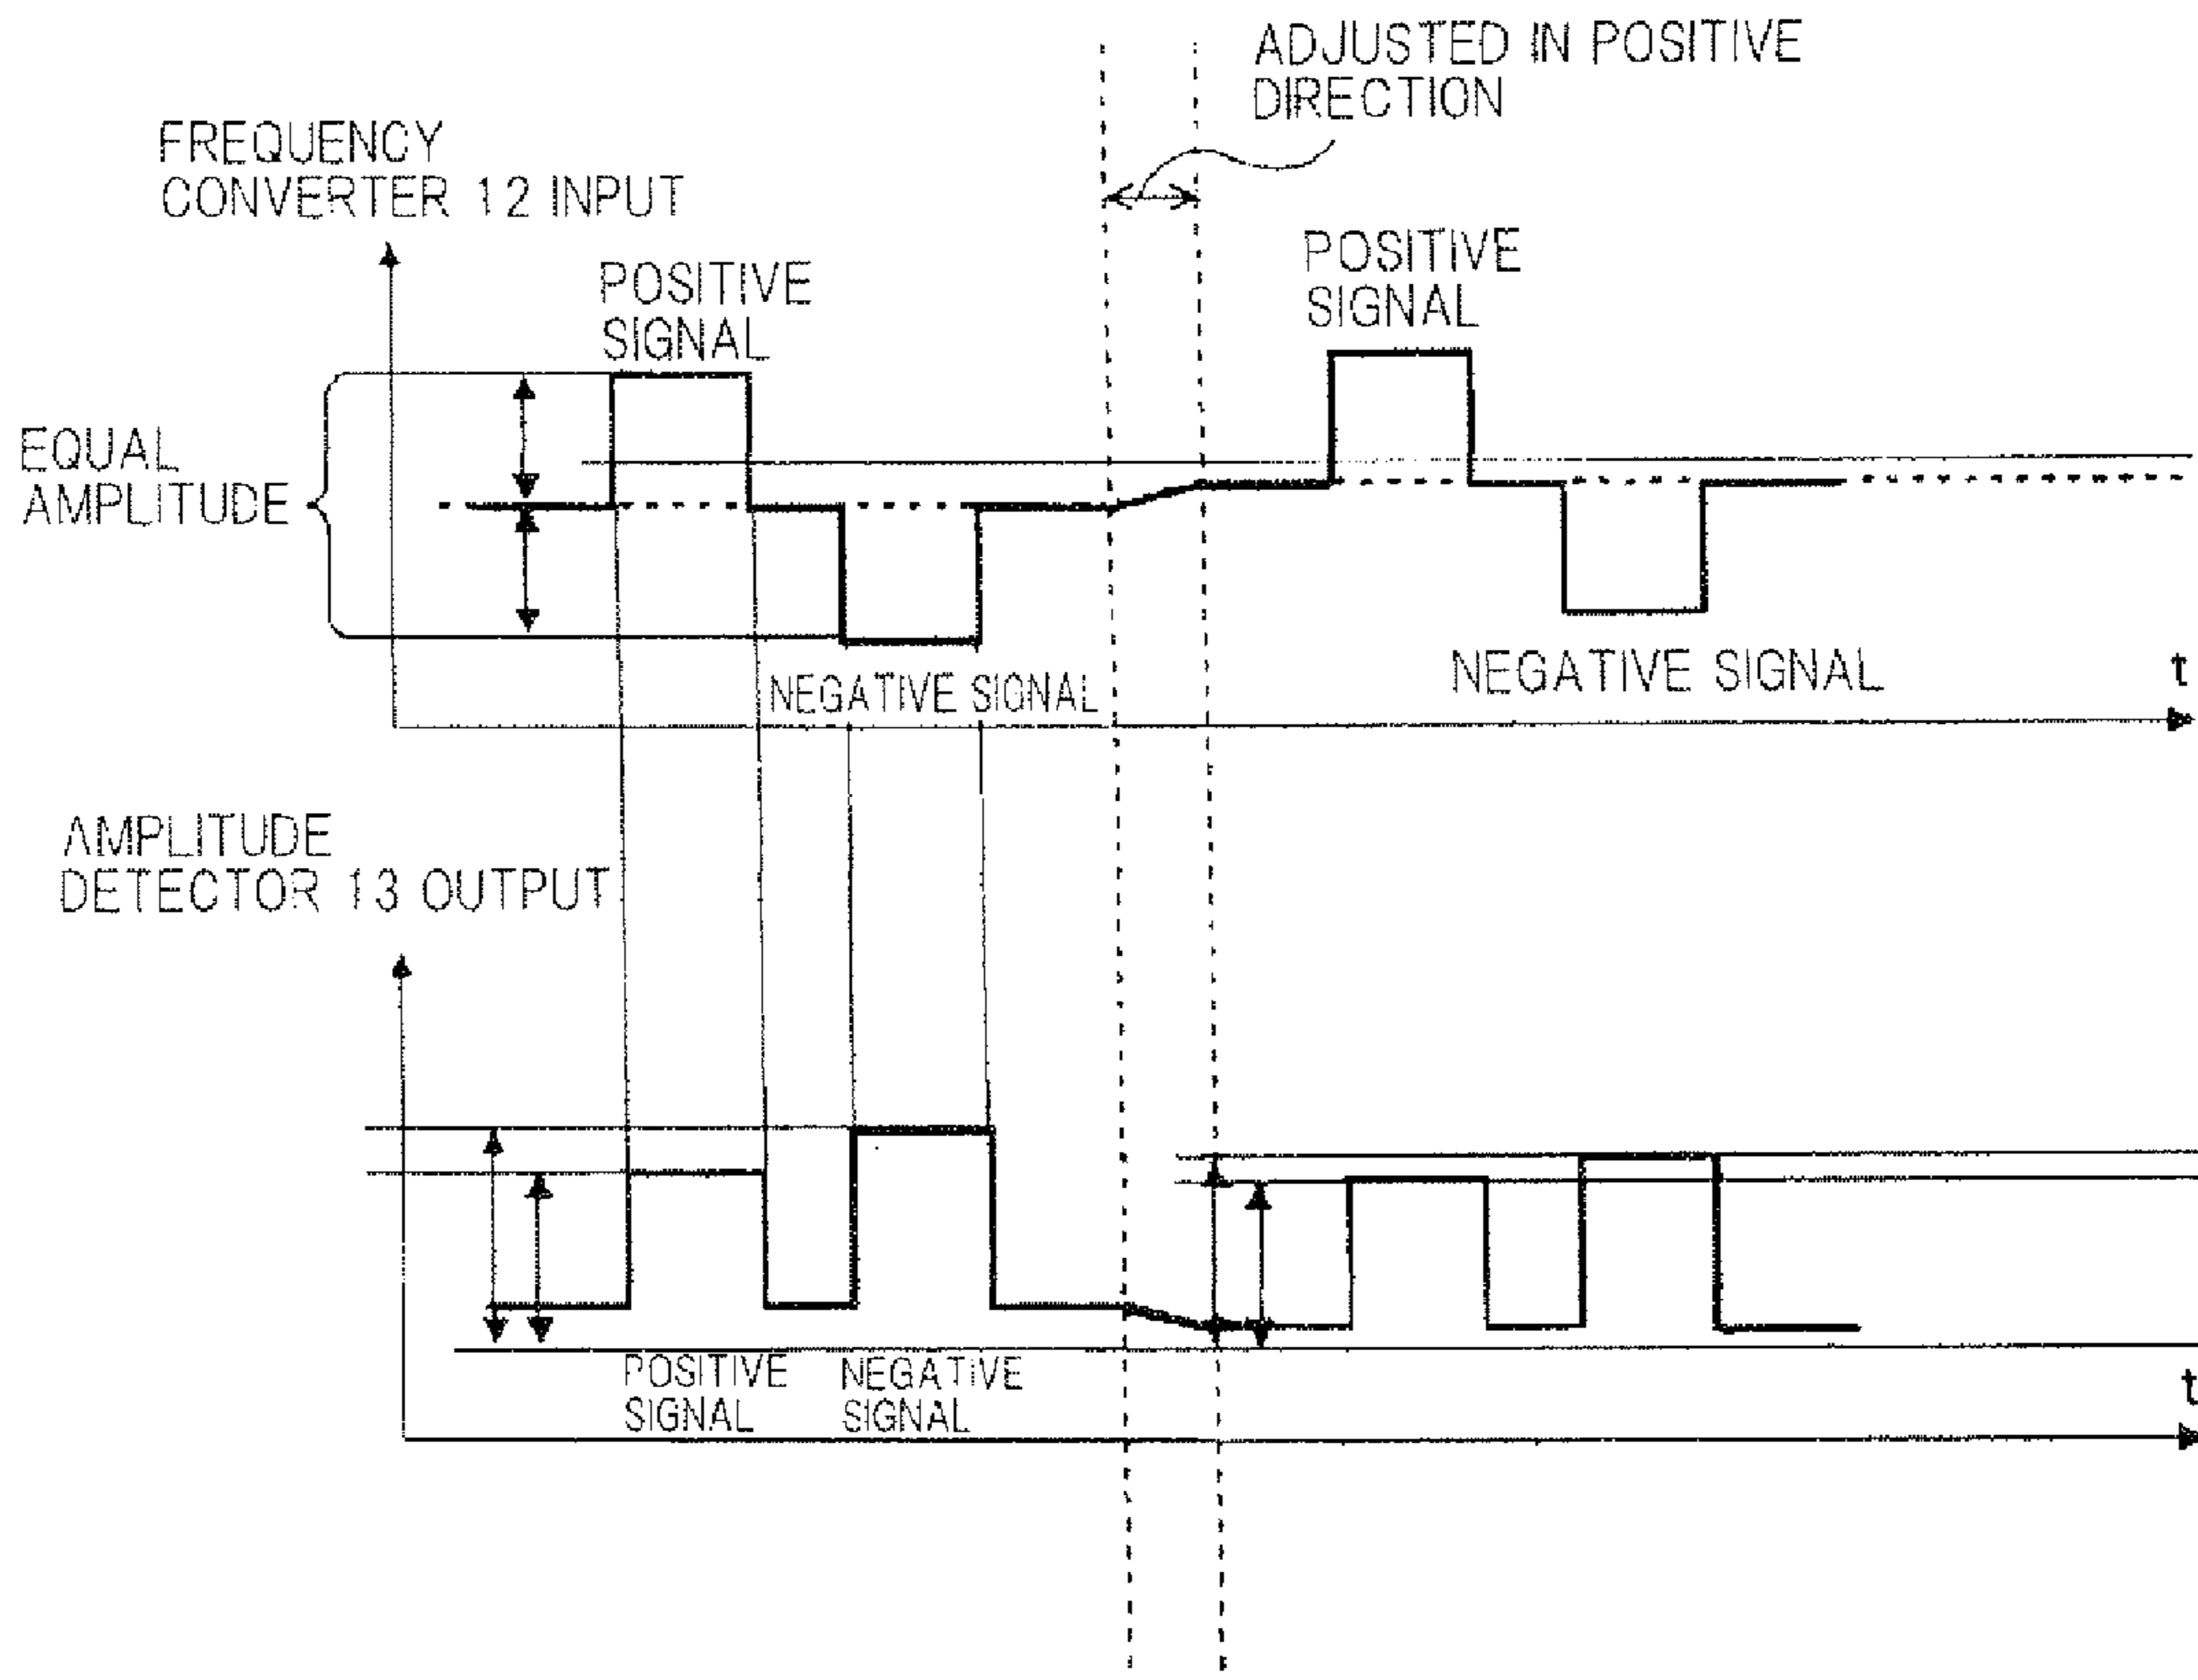 ADJUSTED IN POSITIVE
DIRECTION
FREQUENCY
CONVERTER 12 INPUT
POSITIVE
SIGNAL
POSITIVE
SIGNAL
EQUAL
AMPLITUDE
NEGATIVE SIGNAL
NEGATIVE SIGNAL
t
AMPLITUDE
DETECTOR 13 OUTPUT
POSITIVE
SIGNAL
NEGATIVE
SIGNAL
t